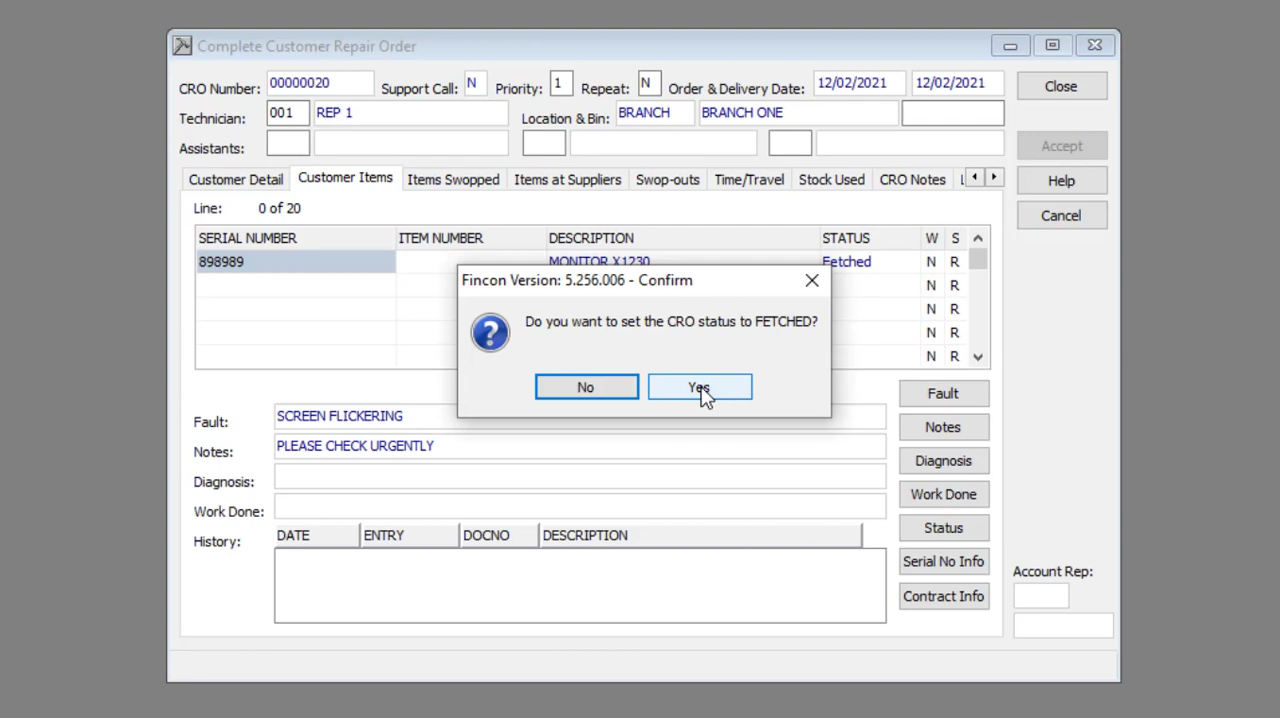 Complete Customer Repair Order
CRO Number: 00000020 Support Call: N Priority: 1 Repeat: N Order & Delivery Date: 12/02/2021 12/02/2021 Close
Technician: 001 REP 1 Location & Bin: BRANCH BRANCH ONE
Assistants: Accept
Customer Detail Customer Items Items Swopped Items at Suppliers Swop-outs Time/Travel Stock Used CRO Notes Help
Line: 0 of 20 Cancel
SERIAL NUMBER ITEM NUMBER DESCRIPTION STATUS W S
898989 MONITOR X1230 Fetched N R
N R
N R
N R
N R
Fincon Version: 5.256.006 - Confirm
Do you want to set the CRO status to FETCHED?
No Yes
Fault
Fault: SCREEN FLICKERING
Notes
Notes: PLEASE CHECK URGENTLY
Diagnosis
Diagnosis:
Work Done
Work Done:
Status
History: DATE ENTRY DOCNO DESCRIPTION
Serial No Info
Account Rep:
Contract Info